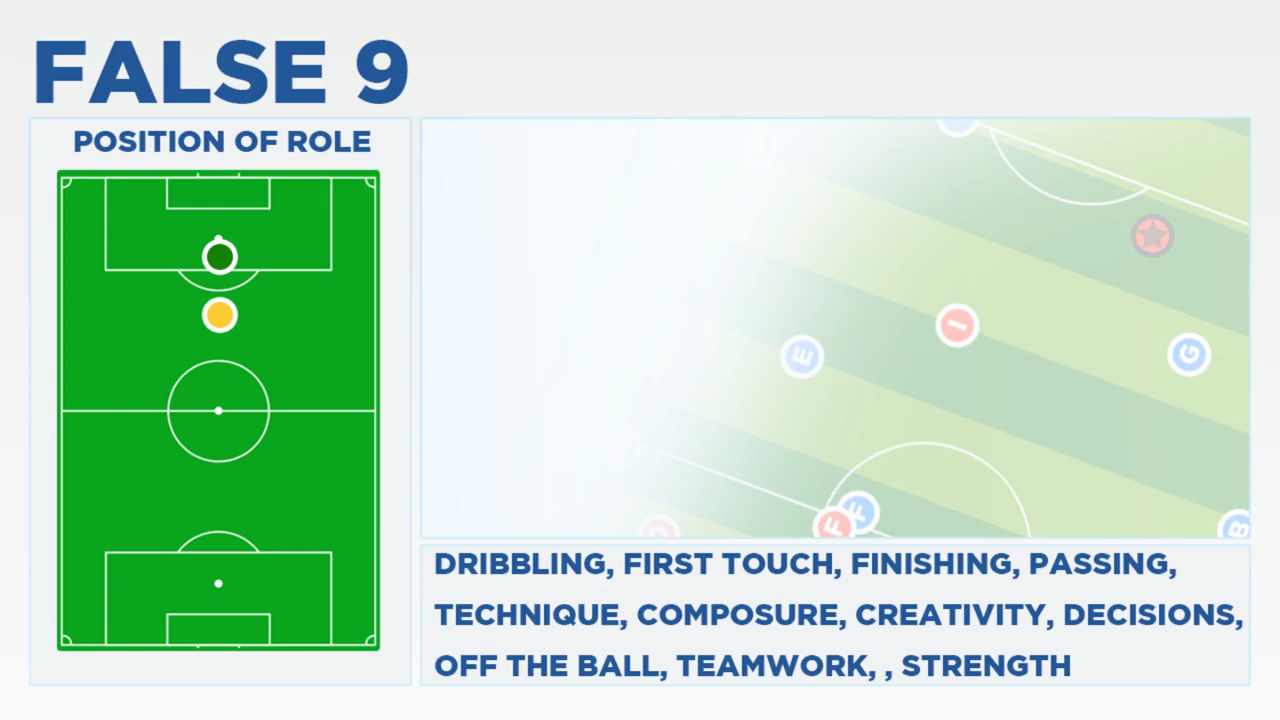 FALSE 9
POSITION OF ROLE
I
E
G
F
F
B
DRIBBLING, FIRST TOUCH, FINISHING, PASSING,
TECHNIQUE, COMPOSURE, CREATIVITY, DECISIONS,
OFF THE BALL, TEAMWORK, , STRENGTH